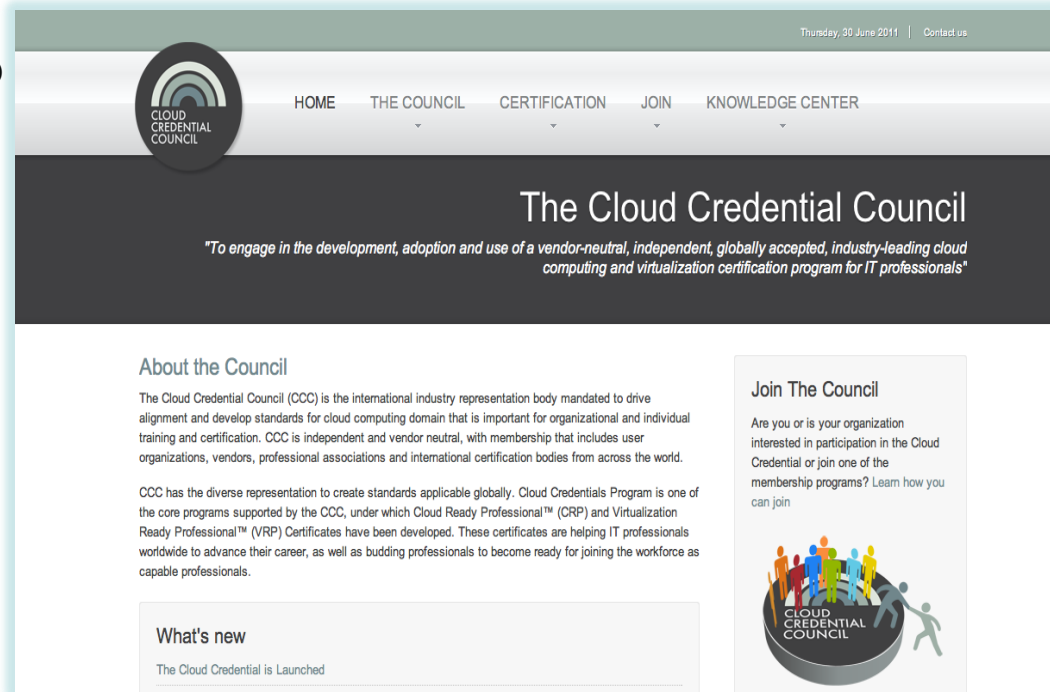 Thursday, 30 June 2011 | Contact us
CLOUD
CREDENTIAL
COUNCIL
HOME THE COUNCIL CERTIFICATION JOIN KNOWLEDGE CENTER
The Cloud Credential Council
"To engage in the development, adoption and use of a vendor-neutral, independent, globally accepted, industry-leading cloud
computing and virtualization certification program for IT professionals"
About the Council
The Cloud Credential Council (CCC) is the international industry representation body mandated to drive
alignment and develop standards for cloud computing domain that is important for organizational and individual
training and certification. CCC is independent and vendor neutral, with membership that includes user
organizations, vendors, professional associations and international certification bodies from across the world.
CCC has the diverse representation to create standards applicable globally. Cloud Credentials Program is one of
the core programs supported by the CCC, under which Cloud Ready Professional™ (CRP) and Virtualization
Ready Professional™ (VRP) Certificates have been developed. These certificates are helping IT professionals
worldwide to advance their career, as well as budding professionals to become ready for joining the workforce as
capable professionals.
What's new
The Cloud Credential is Launched
Join The Council
Are you or is your organization
interested in participation in the Cloud
Credential or join one of the
membership programs? Learn how you
can join
CLOUD
CREDENTIAL
COUNCIL